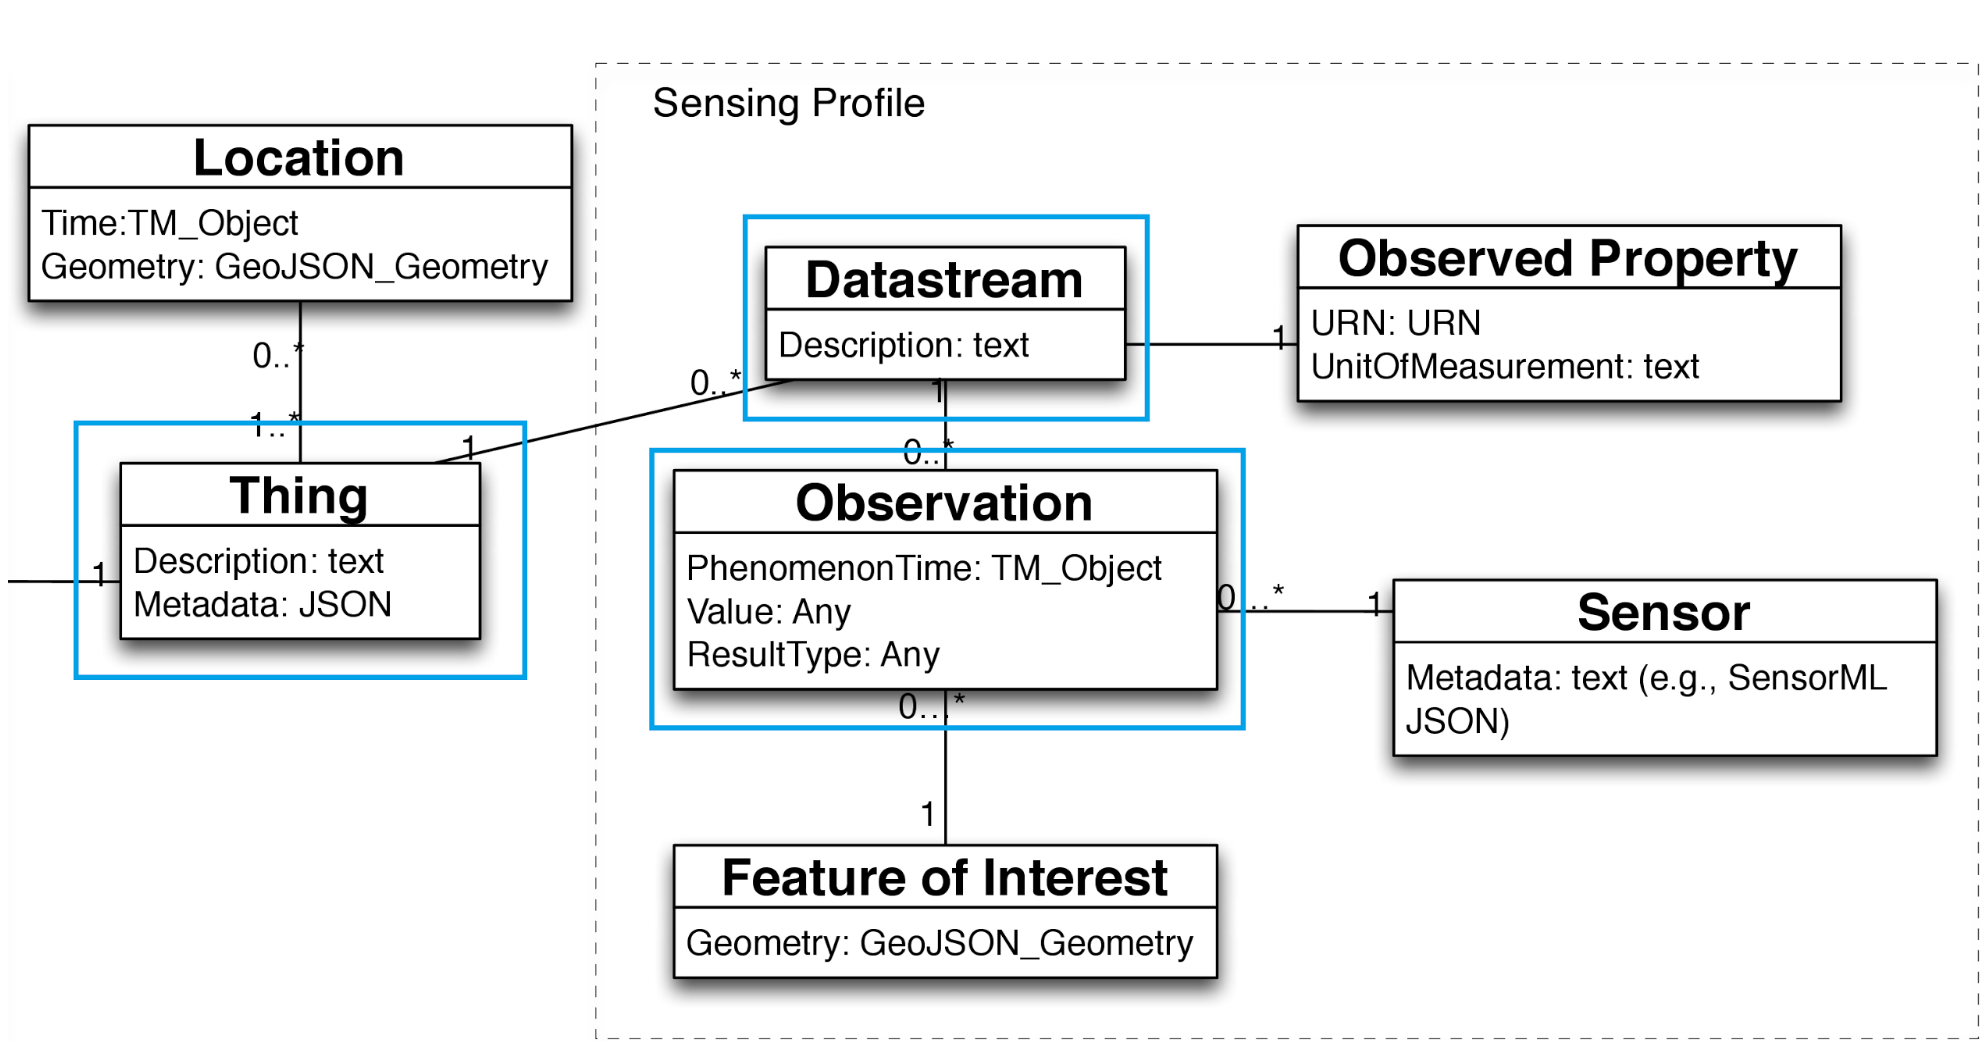 Sensing Profile
Location
Time:TM_Object
Geometry: GeoJSON_Geometry
0..*
1..*
Thing
Description: text
Metadata: JSON
1
1
0..*
Datastream
Description: text
1
0..*
1
Observed Property
URN: URN
UnitOfMeasurement: text
Observation
PhenomenonTime: TM_Object
Value: Any
ResultType: Any
0...*
1
0...*
1
Sensor
Metadata: text (e.g., SensorML
JSON)
Feature of Interest
Geometry: GeoJSON_Geometry